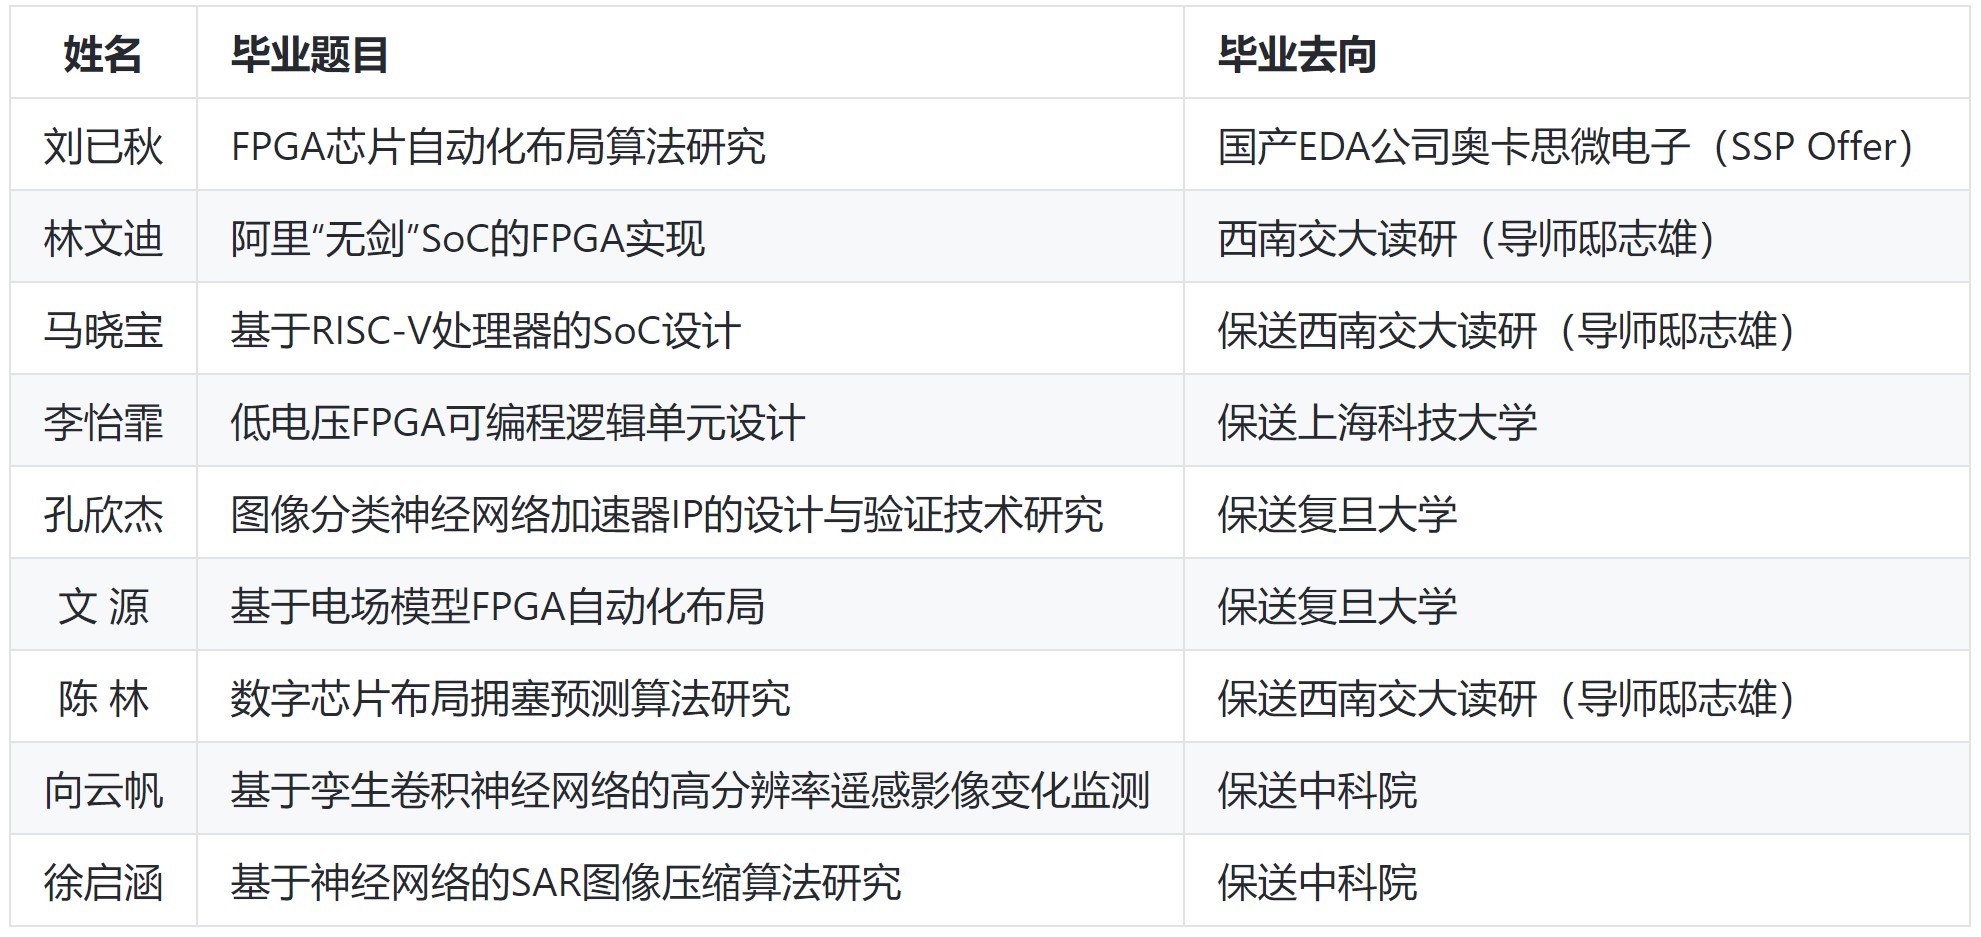 姓名 毕业题目 毕业去向
刘已秋 FPGA芯片自动化布局算法研究 国产EDA公司奥卡思微电子（SSP Offer）
林文迪 阿里“无剑”SoC的FPGA实现 西南交大读研（导师邸志雄）
马晓宝 基于RISC-V处理器的SoC设计 保送西南交大读研（导师邸志雄）
李怡霏 低电压FPGA可编程逻辑单元设计 保送上海科技大学
孔欣杰 图像分类神经网络加速器IP的设计与验证技术研究 保送复旦大学
文 源 基于电场模型FPGA自动化布局 保送复旦大学
陈 林 数字芯片布局拥塞预测算法研究 保送西南交大读研（导师邸志雄）
向云帆 基于孪生卷积神经网络的高分辨率遥感影像变化监测 保送中科院
徐启涵 基于神经网络的SAR图像压缩算法研究 保送中科院